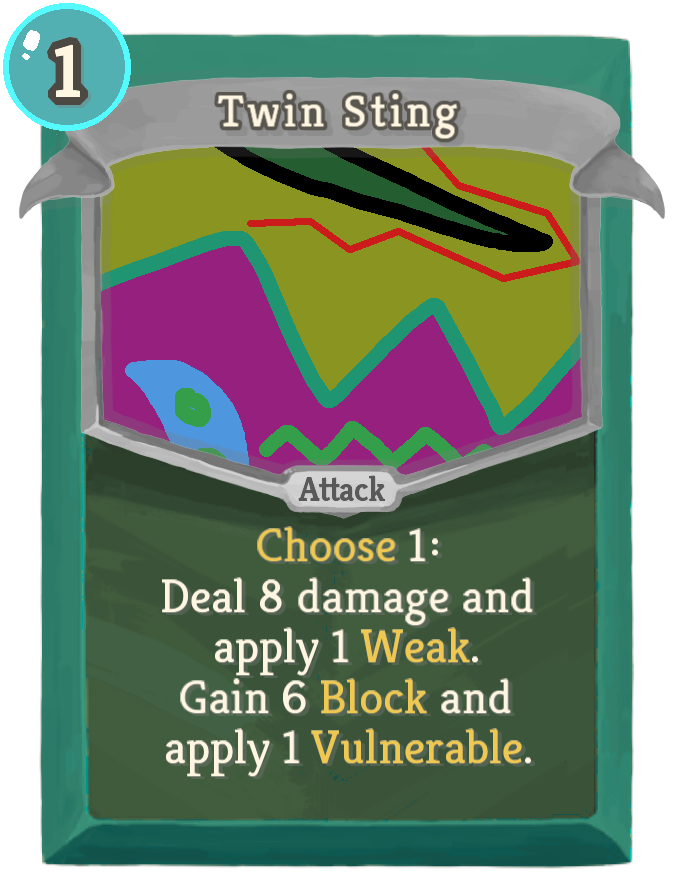 1
Twin Sting
Attack
Choose 1:
Deal 8 damage and
apply 1 Weak.
Gain 6 Block and
apply 1 Vulnerable.